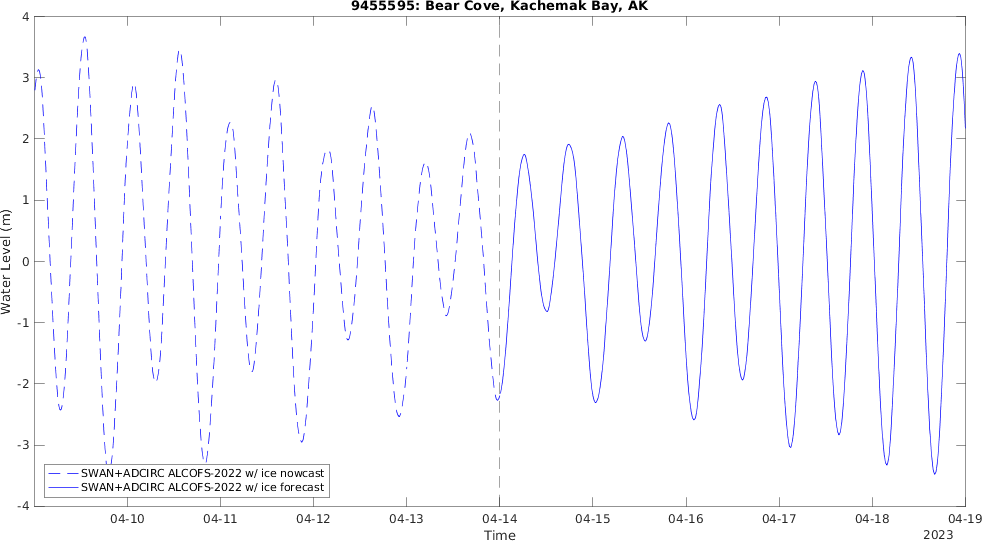 9455595: Bear Cove, Kachemak Bay, AK
Water Level (m)
4
3
2
1
0
-1
-2
-3
-4
SWAN+ADCIRC ALCOFS-2022 w/ ice nowcast
SWAN+ADCIRC ALCOFS-2022 w/ ice forecast
04-10 04-11 04-12 04-13 04-14 04-15 04-16 04-17 04-18 04-19
Time
2023